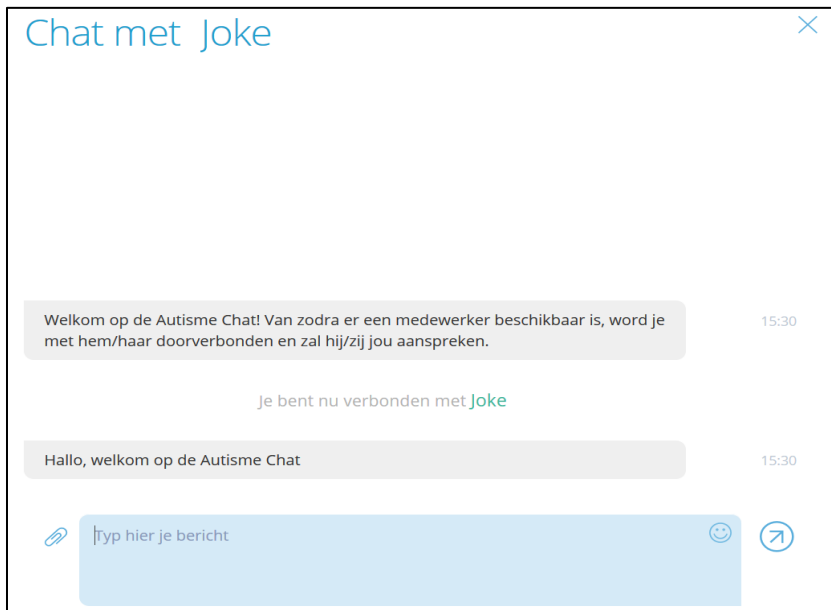 Chat met Joke
Welkom op de Autisme Chat! Van zodra er een medewerker beschikbaar is, word je
met hem/haar doorverbonden en zal hij/zij jou aanspreken.
15:30
Je bent nu verbonden met Joke
Hallo, welkom op de Autisme Chat
15:30
Typ hier je bericht